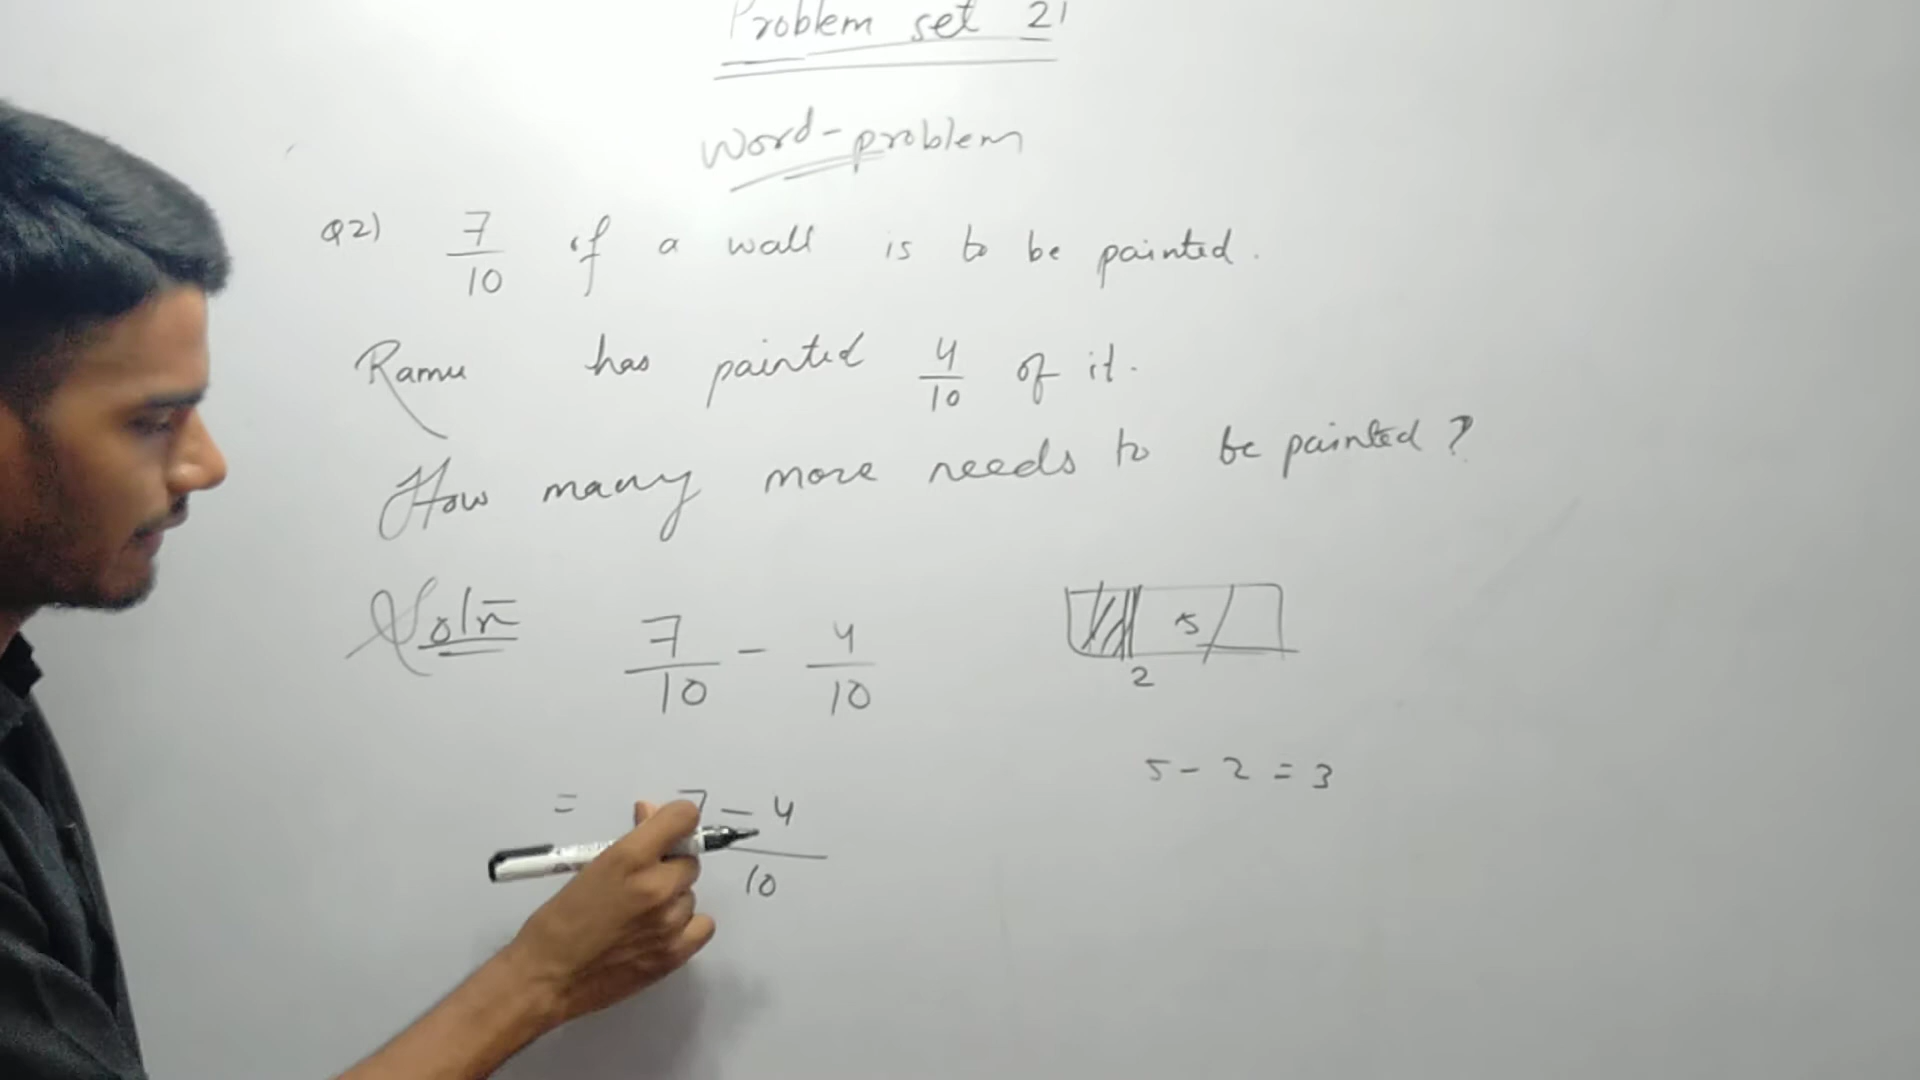 Problem set 21
Word-problem
Q2) 7/10 of a wall is to be painted.
Ramu has painted 4/10 of it.
How many more needs to be painted?
Soln 7/10 - 4/10
5
2
5 - 2 = 3
= 7 - 4 / 10